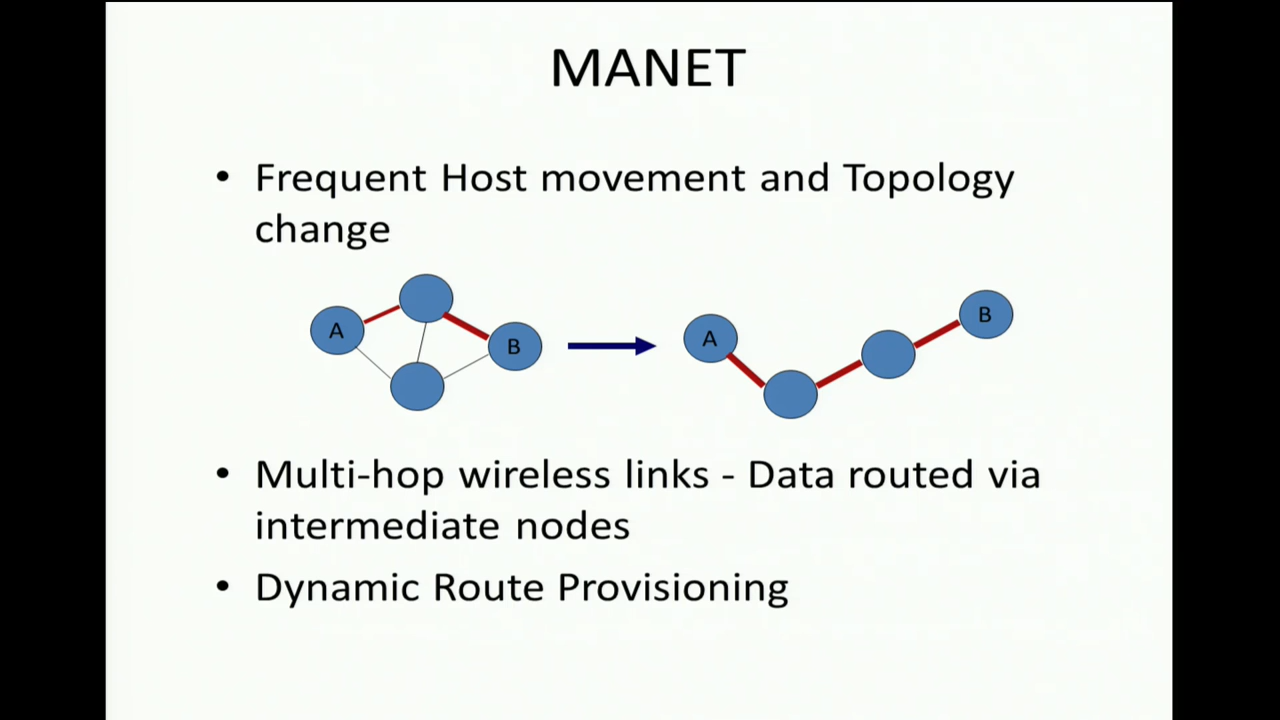 MANET
• Frequent Host movement and Topology
change
A
B
A
B
• Multi-hop wireless links - Data routed via
intermediate nodes
• Dynamic Route Provisioning